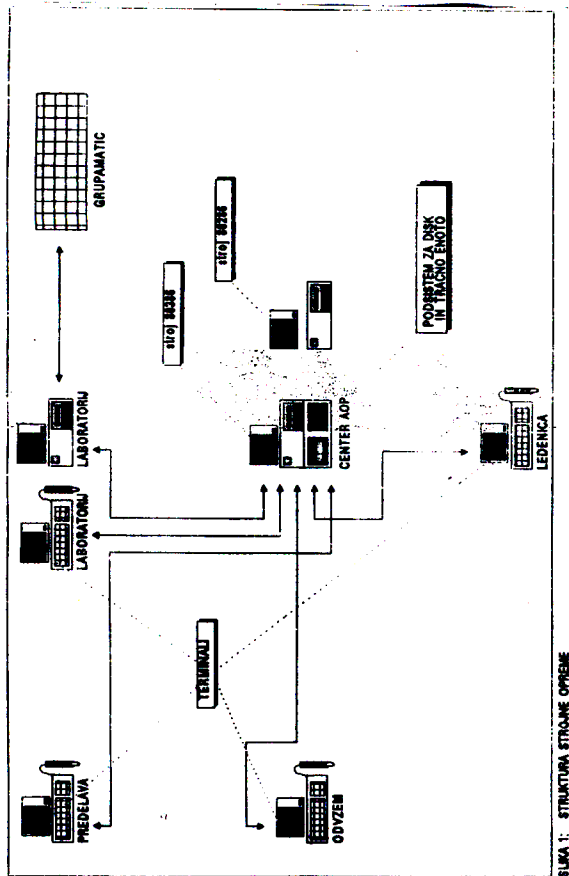 PREDELAVA
LABORATORIJ
LABORATORIJ
GRUPAMATIC
TERMINALI
CENTER AOP
stroj 80386
stroj 80286
ODVZEM
LEDENICA
PODSISTEM ZA DISK
IN TRAČNO ENOTO
SLIKA 1: STRUKTURA STROJNE OPREME